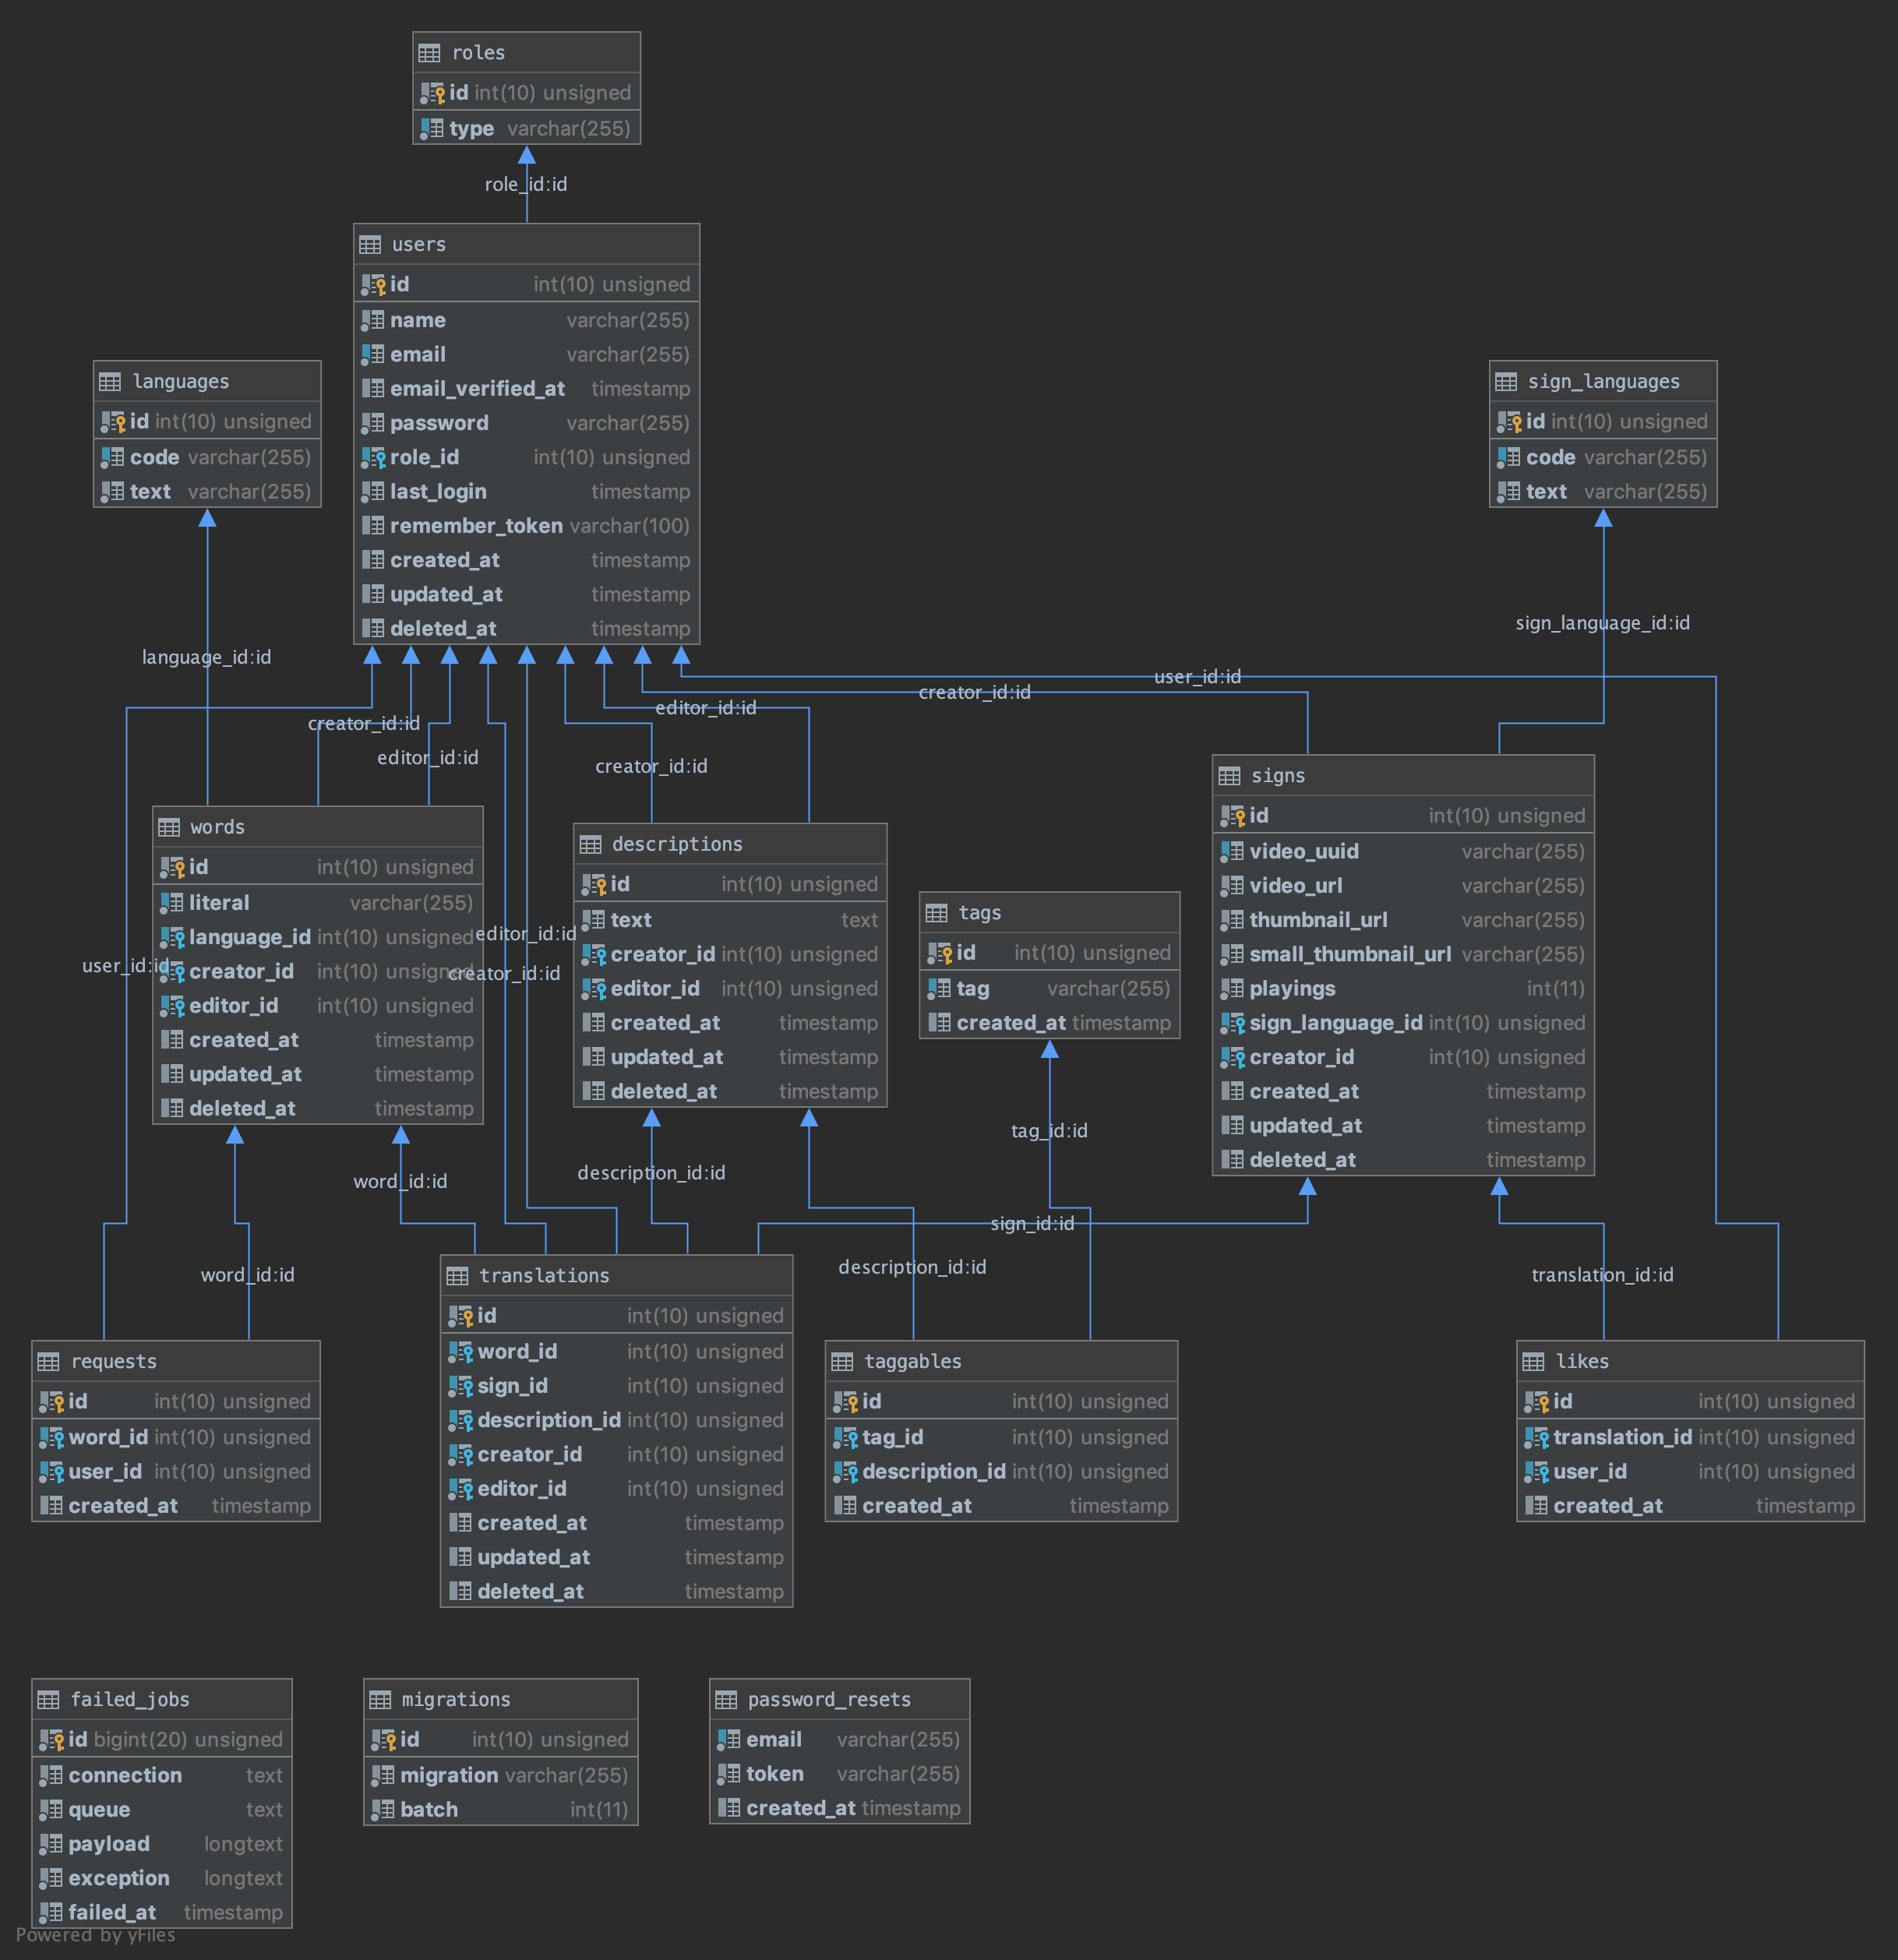 roles
id int(10) unsigned
type varchar(255)
role_id:id
users
id int(10) unsigned
name varchar(255)
email varchar(255)
email_verified_at timestamp
password varchar(255)
role_id int(10) unsigned
last_login timestamp
remember_token varchar(100)
created_at timestamp
updated_at timestamp
deleted_at timestamp
languages
id int(10) unsigned
code varchar(255)
text varchar(255)
sign_languages
id int(10) unsigned
code varchar(255)
text varchar(255)
language_id:id
sign_language_id:id
user_id:id
creator_id:id
editor_id:id
creator_id:id
editor_id:id
creator_id:id
words
id int(10) unsigned
literal varchar(255)
language_id int(10) unsigned
creator_id int(10) unsigned
editor_id int(10) unsigned
created_at timestamp
updated_at timestamp
deleted_at timestamp
user_id:id
editor_id:id
creator_id:id
descriptions
id int(10) unsigned
text text
creator_id int(10) unsigned
editor_id int(10) unsigned
created_at timestamp
updated_at timestamp
deleted_at timestamp
tags
id int(10) unsigned
tag varchar(255)
created_at timestamp
signs
id int(10) unsigned
video_uuid varchar(255)
video_url varchar(255)
thumbnail_url varchar(255)
small_thumbnail_url varchar(255)
playings int(11)
sign_language_id int(10) unsigned
creator_id int(10) unsigned
created_at timestamp
updated_at timestamp
deleted_at timestamp
word_id:id
description_id:id
tag_id:id
word_id:id
sign_id:id
description_id:id
translation_id:id
requests
id int(10) unsigned
word_id int(10) unsigned
user_id int(10) unsigned
created_at timestamp
translations
id int(10) unsigned
word_id int(10) unsigned
sign_id int(10) unsigned
description_id int(10) unsigned
creator_id int(10) unsigned
editor_id int(10) unsigned
created_at timestamp
updated_at timestamp
deleted_at timestamp
taggables
id int(10) unsigned
tag_id int(10) unsigned
description_id int(10) unsigned
created_at timestamp
likes
id int(10) unsigned
translation_id int(10) unsigned
user_id int(10) unsigned
created_at timestamp
failed_jobs
id bigint(20) unsigned
connection text
queue text
payload longtext
exception longtext
failed_at timestamp
migrations
id int(10) unsigned
migration varchar(255)
batch int(11)
password_resets
email varchar(255)
token varchar(255)
created_at timestamp
Powered by yFiles